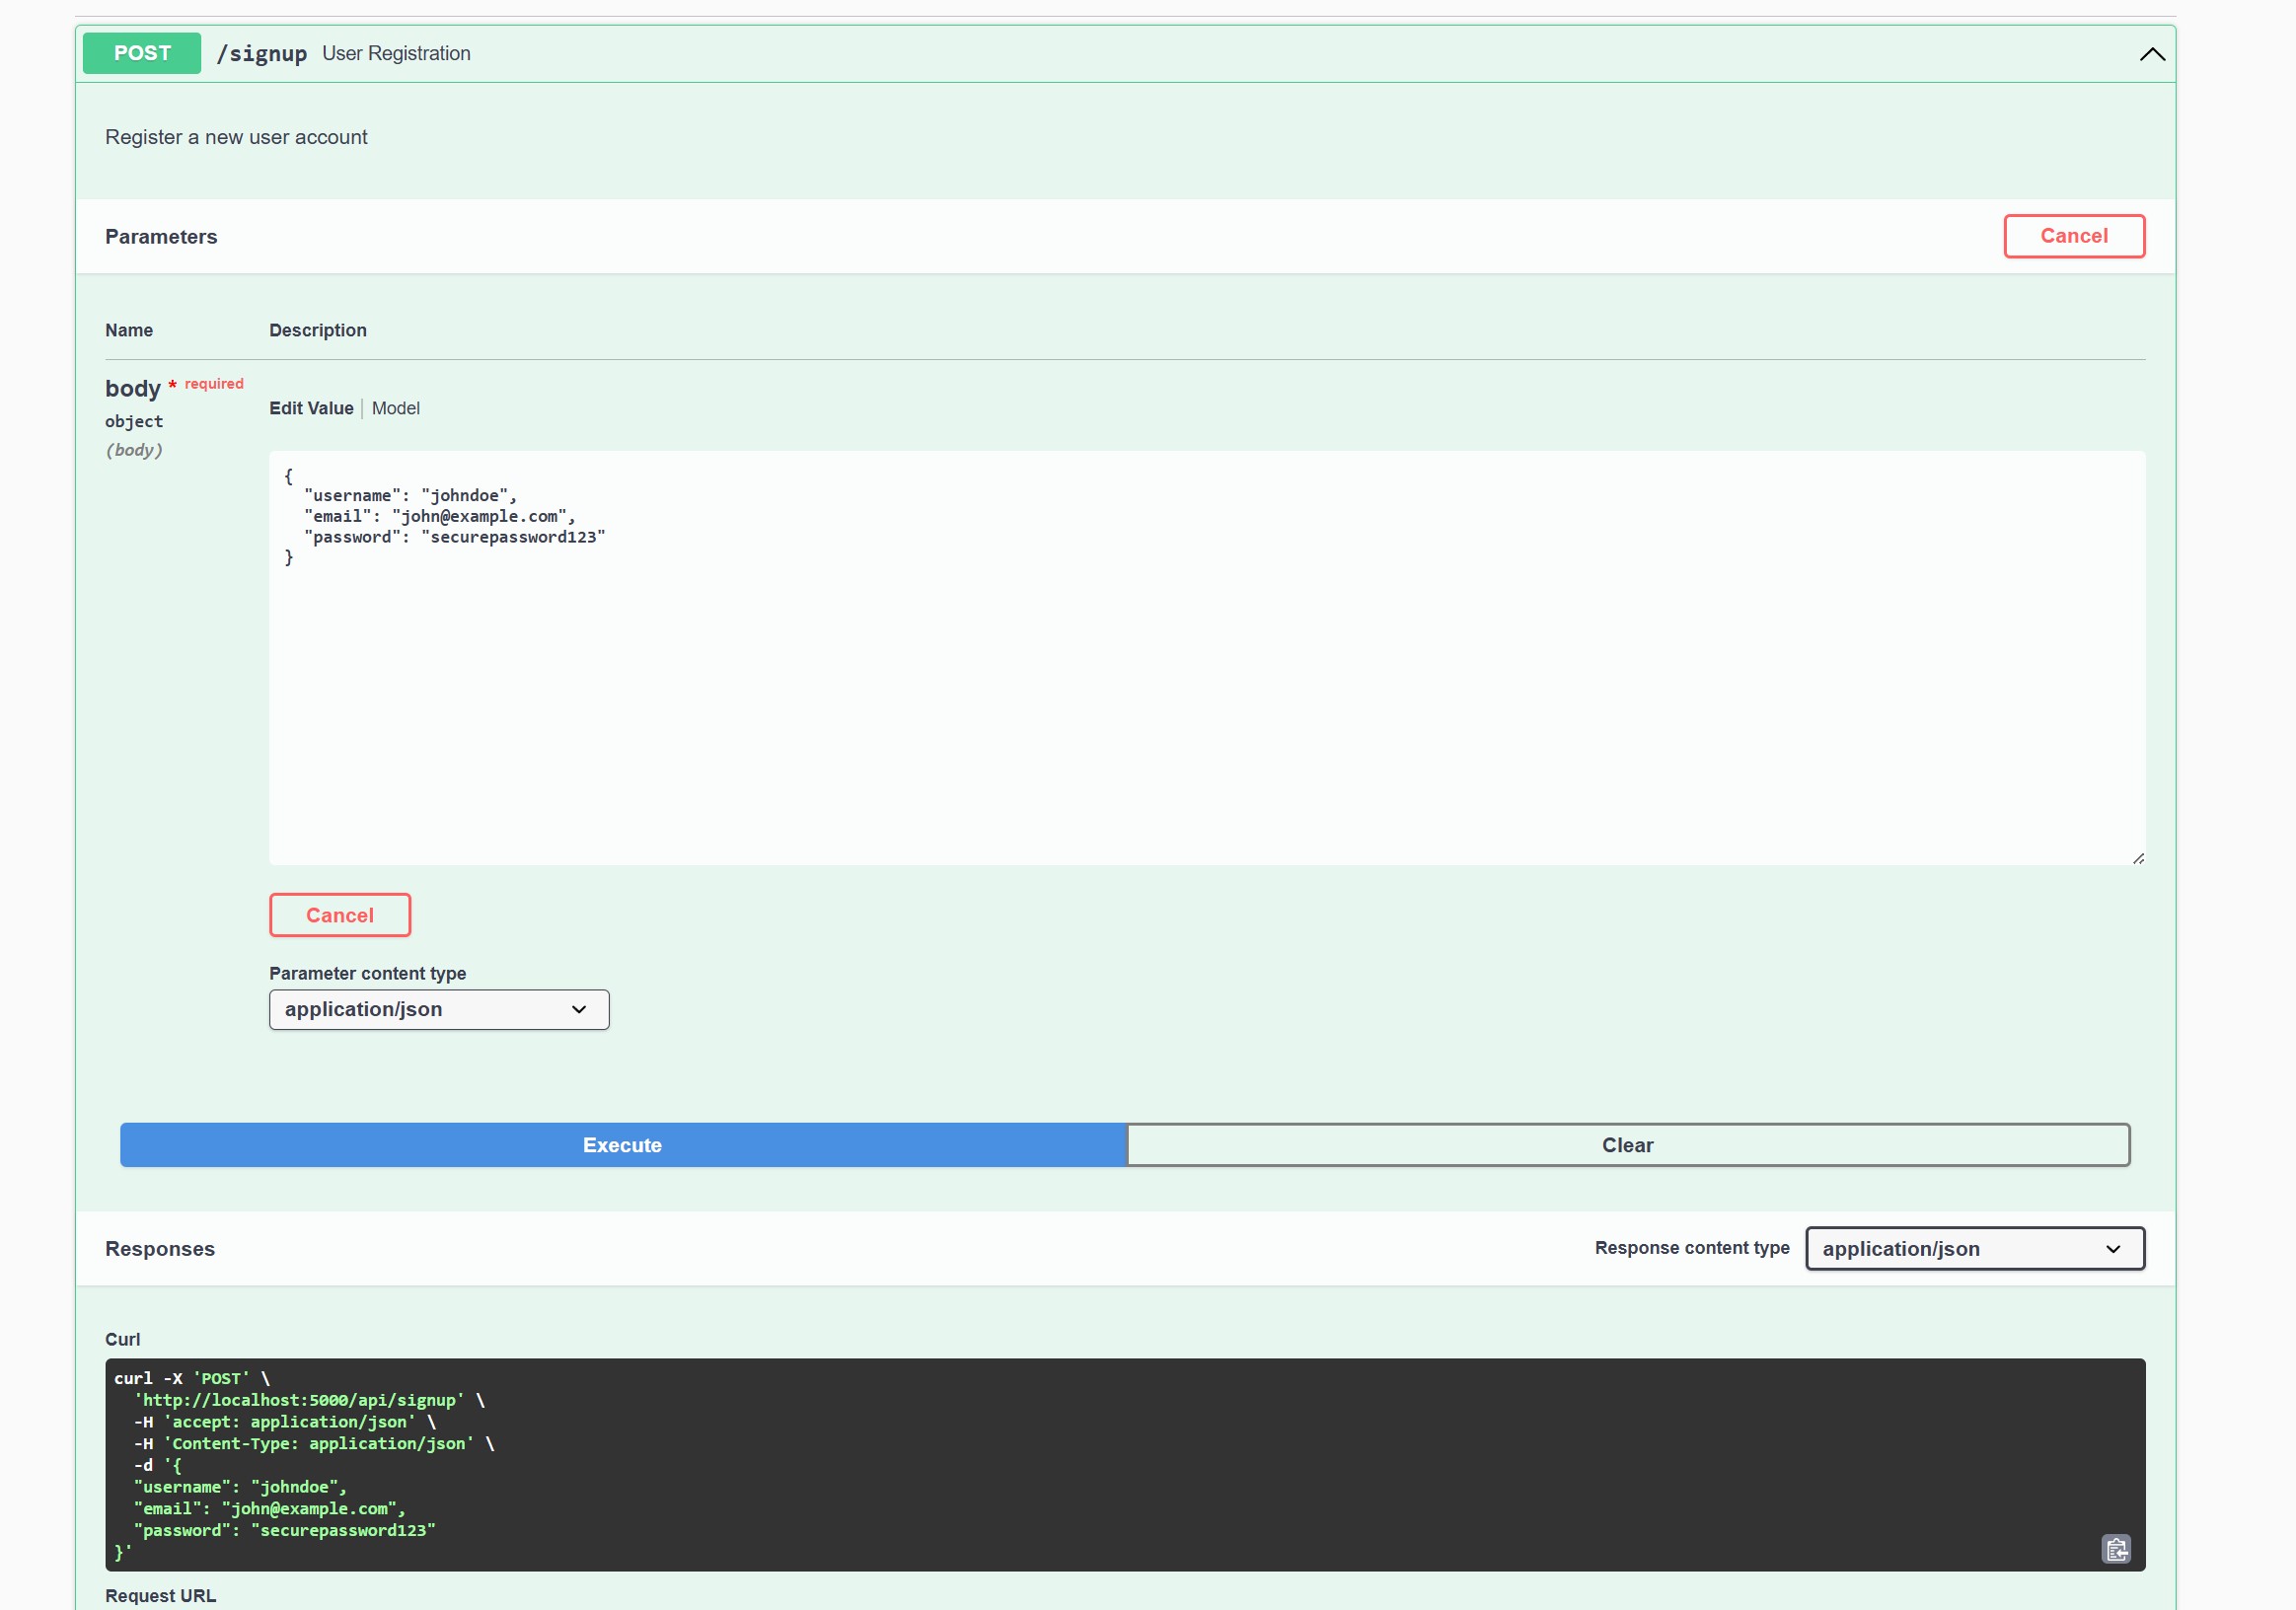 POST /signup User Registration
Register a new user account
Parameters
Cancel
Name Description
body * required
object
(body)
Edit Value | Model
{
  "username": "johndoe",
  "email": "john@example.com",
  "password": "securepassword123"
}
Cancel
Parameter content type
application/json
Execute
Clear
Responses
Response content type
application/json
Curl
curl -X 'POST' \
  'http://localhost:5000/api/signup' \
  -H 'accept: application/json' \
  -H 'Content-Type: application/json' \
  -d '{
  "username": "johndoe",
  "email": "john@example.com",
  "password": "securepassword123"
}'
Request URL